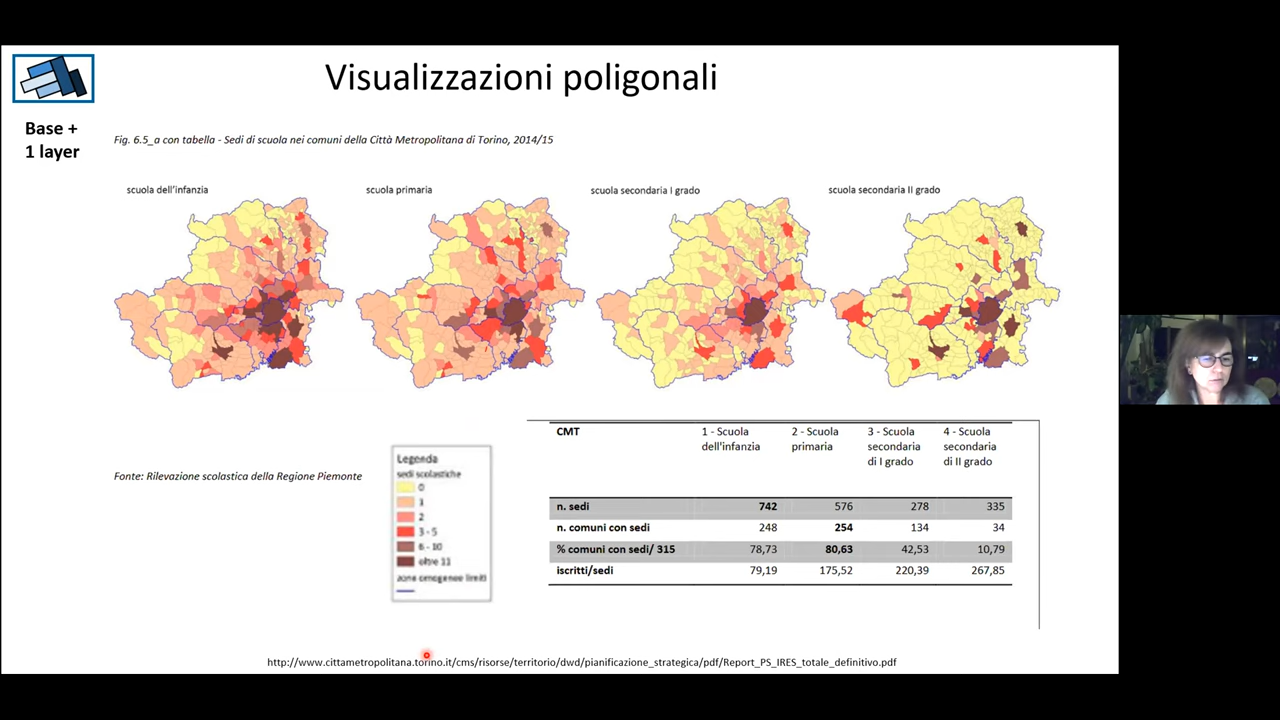 Visualizzazioni poligonali
Base +
1 layer
Fig. 6.5_a con tabella - Sedi di scuola nei comuni della Città Metropolitana di Torino, 2014/15
scuola dell'infanzia
scuola primaria
scuola secondaria I grado
scuola secondaria II grado
Fonte: Rilevazione scolastica della Regione Piemonte
Legenda
sedi scolastiche
0
1
2
3 - 5
6 - 10
oltre 11
zone omogenee limiti
CMT 1 - Scuola dell'infanzia 2 - Scuola primaria 3 - Scuola secondaria di I grado 4 - Scuola secondaria di II grado
n. sedi 742 576 278 335
n. comuni con sedi 248 254 134 34
% comuni con sedi/ 315 78,73 80,63 42,53 10,79
iscritti/sedi 79,19 175,52 220,39 267,85
http://www.cittametropolitana.torino.it/cms/risorse/territorio/dwd/pianificazione_strategica/pdf/Report_PS_IRES_totale_definitivo.pdf